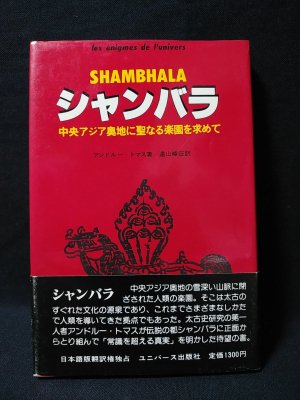 les énigmes de l'univers
SHAMBHALA
シャンバラ
中央アジア奥地に聖なる楽園を求めて
アンドルー・トマス著／遠山峰征訳
シャンバラ
中央アジア奥地の雪深い山脈に閉
ざされた人類の楽園。そこは太古の
すぐれた文化の源泉であり、これまでさまざまなしかた
で人類を導いてきた拠点でもあった。太古史研究の第一
人者アンドルー・トマスが伝説の都シャンバラに正面か
らとり組んで「常識を超える真実」を明かした待望の書。
日本語版翻訳権独占　ユニバース出版社　定価1300円